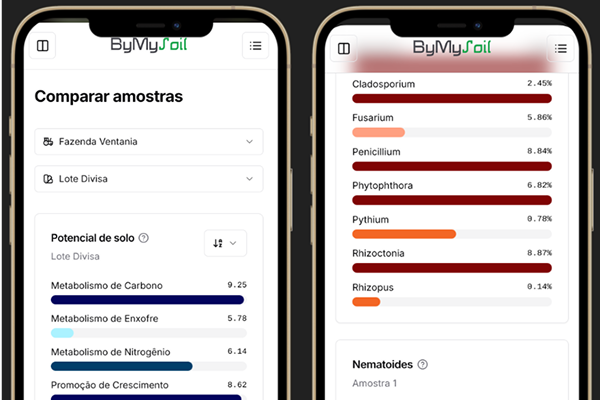 ByMySoil
Comparar amostras
Fazenda Ventania
Lote Divisa
Potencial de solo
Lote Divisa
Metabolismo de Carbono 9.25
Metabolismo de Enxofre 5.78
Metabolismo de Nitrogênio 6.14
Promoção de Crescimento 8.62
ByMySoil
Cladosporium 2.45%
Fusarium 5.86%
Penicillium 8.84%
Phytophthora 6.82%
Pythium 0.78%
Rhizoctonia 8.87%
Rhizopus 0.14%
Nematoides
Amostra 1